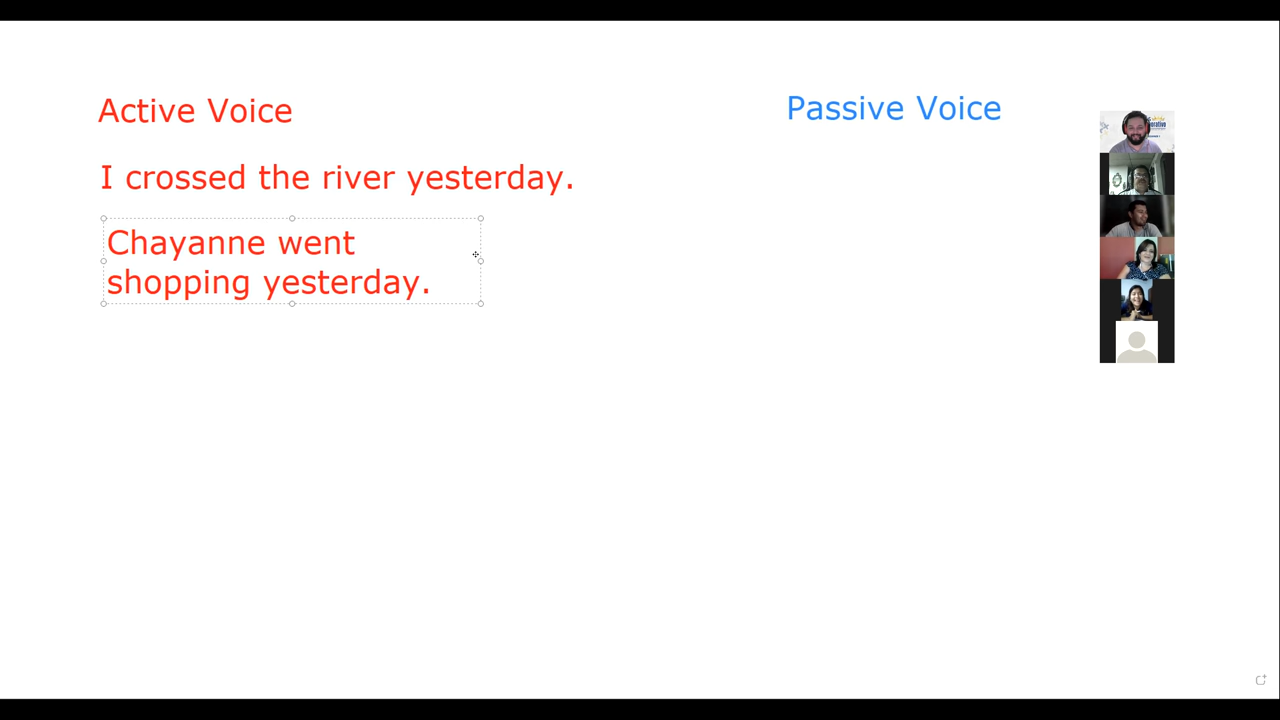 Active Voice
Passive Voice
I crossed the river yesterday.
Chayanne went
shopping yesterday.